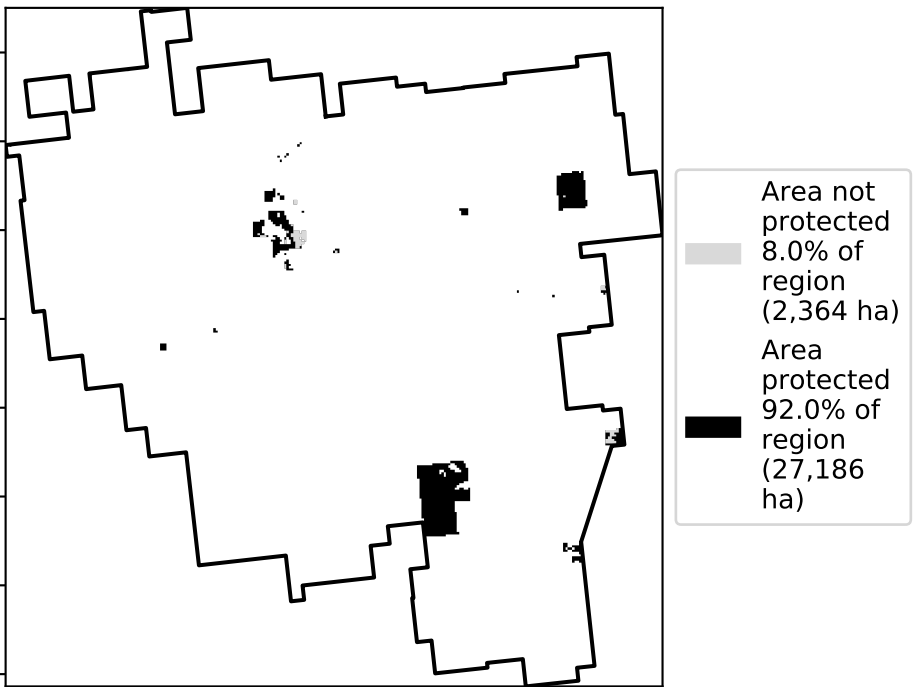 Area not
protected
8.0% of
region
(2,364 ha)
Area
protected
92.0% of
region
(27,186
ha)